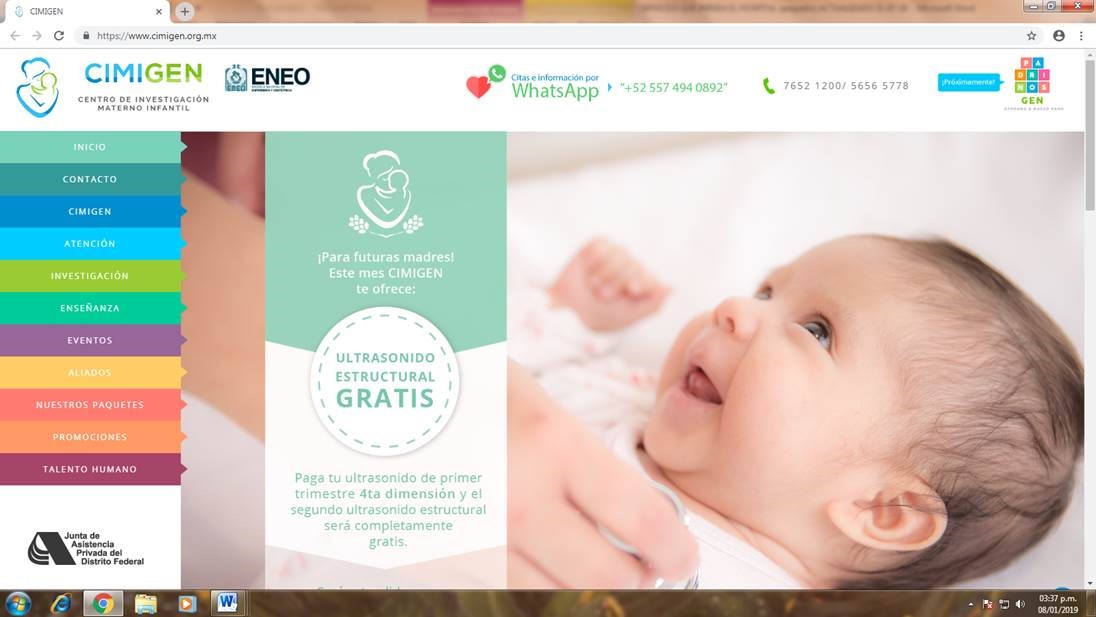 CIMIGEN
https://www.cimigen.org.mx
CIMIGEN
CENTRO DE INVESTIGACIÓN
MATERNO INFANTIL
ENEO
Citas e información por
WhatsApp
"+52 557 494 0892"
7652 1200/ 5656 5778
¡Próximamente!
PA
DRI
NOS
GEN
INICIO
CONTACTO
CIMIGEN
ATENCIÓN
INVESTIGACIÓN
ENSEÑANZA
EVENTOS
ALIADOS
NUESTROS PAQUETES
PROMOCIONES
TALENTO HUMANO
Junta de
Asistencia
Privada del
Distrito Federal
¡Para futuras madres!
Este mes CIMIGEN
te ofrece:
ULTRASONIDO
ESTRUCTURAL
GRATIS
Paga tu ultrasonido de primer
trimestre 4ta dimensión y el
segundo ultrasonido estructural
será completamente
gratis.
03:37 p.m.
08/01/2019